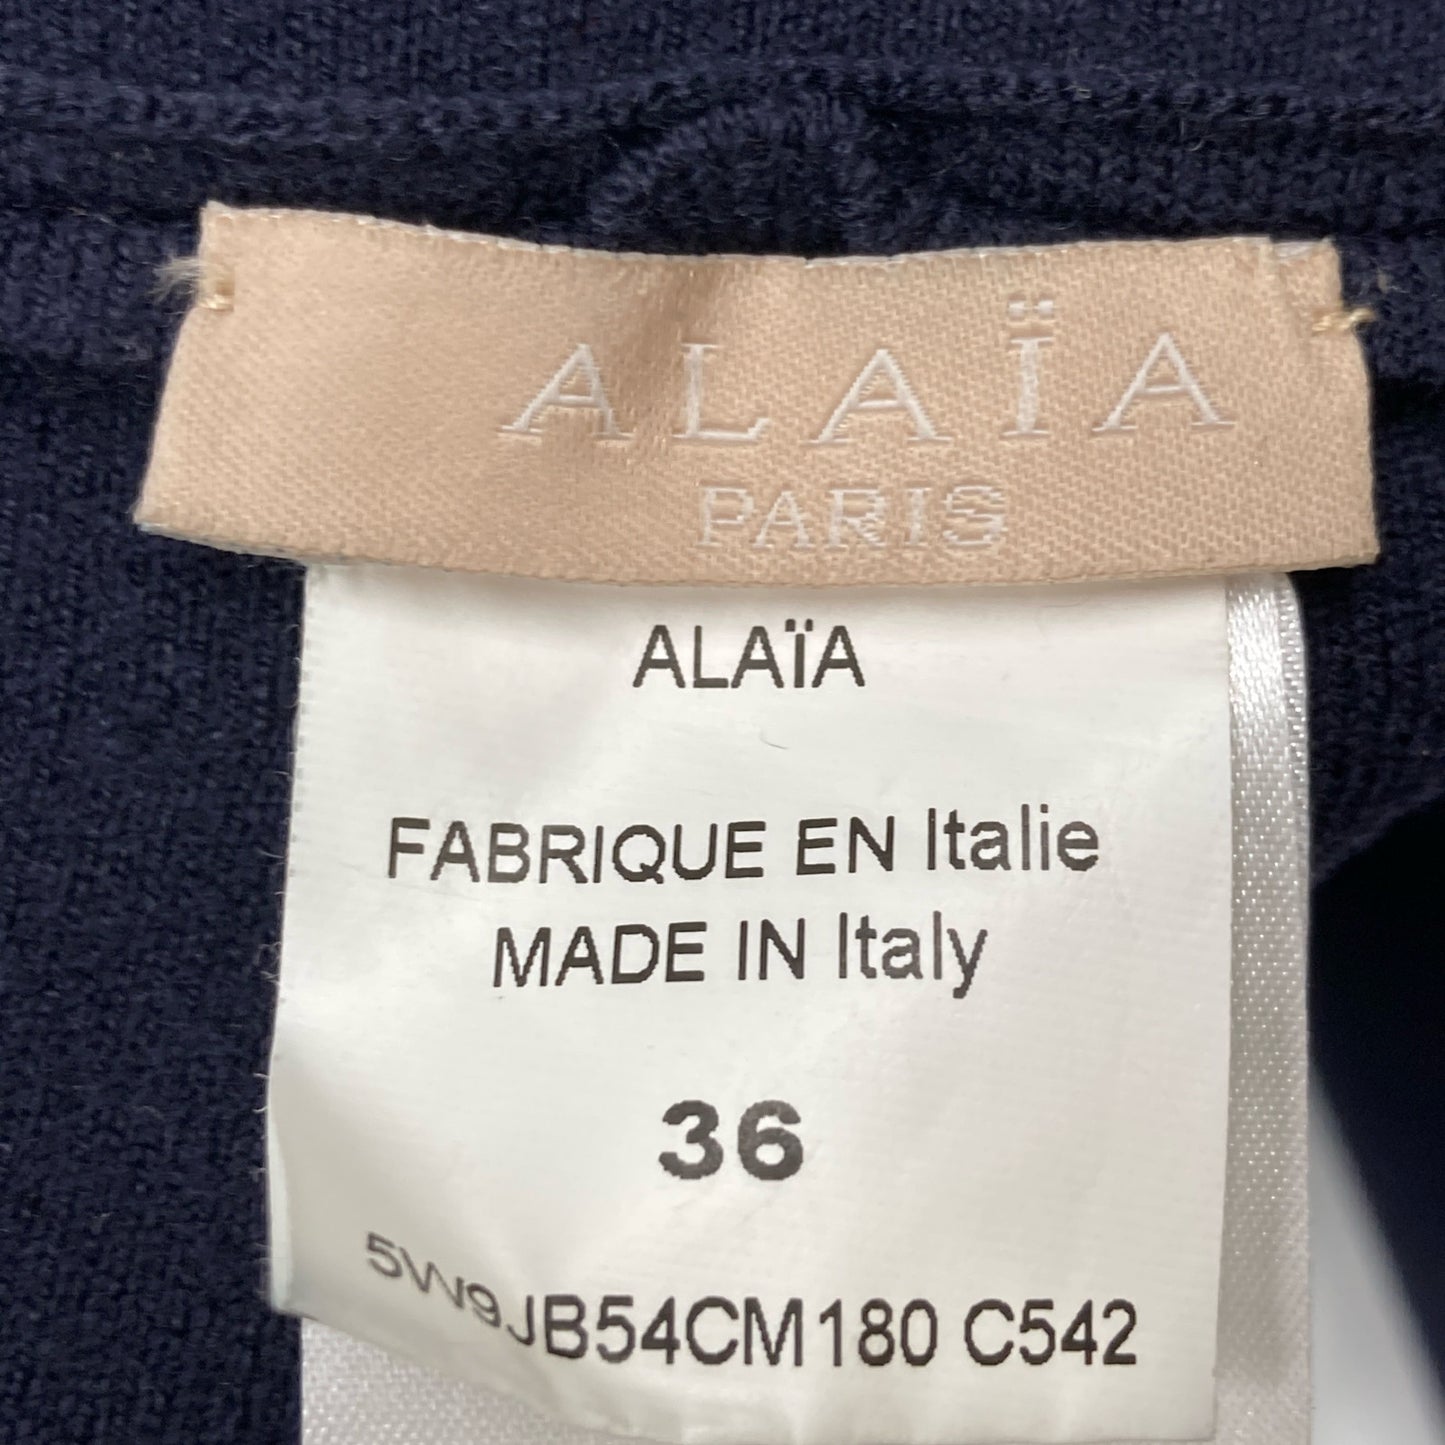 ALAÏA
PARIS
ALAÏA
FABRIQUE EN Italie
MADE IN Italy
36
5W9JB54CM180 C542